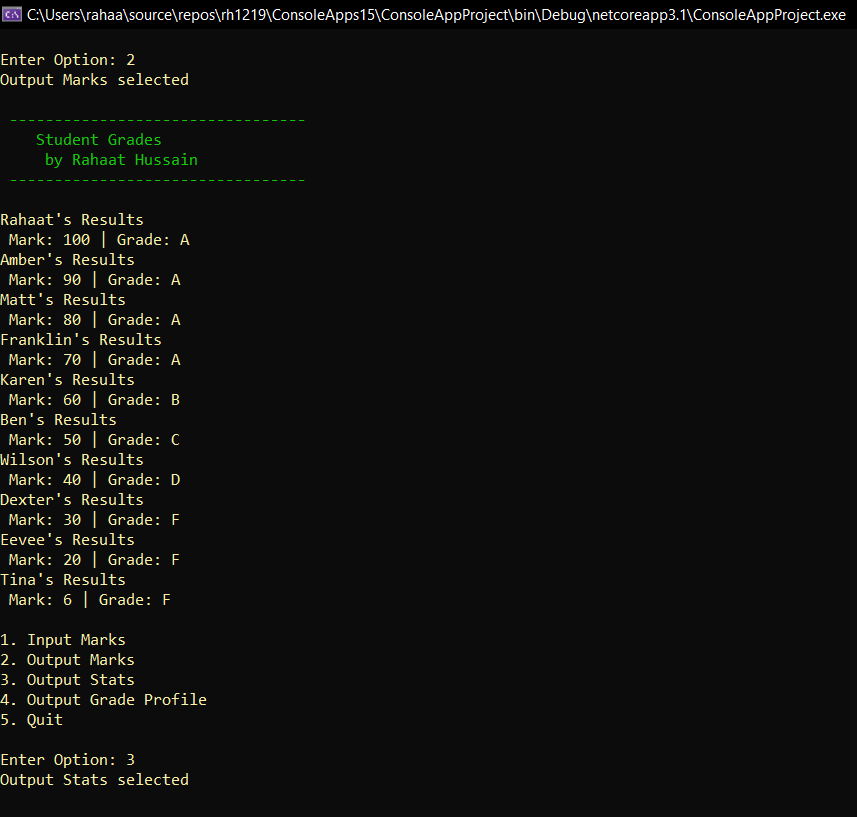 C:\Users\rahaa\source\repos\rh1219\ConsoleApps15\ConsoleAppProject\bin\Debug\netcoreapp3.1\ConsoleAppProject.exe
Enter Option: 2
Output Marks selected
---------------------------------
Student Grades
by Rahaat Hussain
---------------------------------
Rahaat's Results
Mark: 100 | Grade: A
Amber's Results
Mark: 90 | Grade: A
Matt's Results
Mark: 80 | Grade: A
Franklin's Results
Mark: 70 | Grade: A
Karen's Results
Mark: 60 | Grade: B
Ben's Results
Mark: 50 | Grade: C
Wilson's Results
Mark: 40 | Grade: D
Dexter's Results
Mark: 30 | Grade: F
Eevee's Results
Mark: 20 | Grade: F
Tina's Results
Mark: 6 | Grade: F
1. Input Marks
2. Output Marks
3. Output Stats
4. Output Grade Profile
5. Quit
Enter Option: 3
Output Stats selected